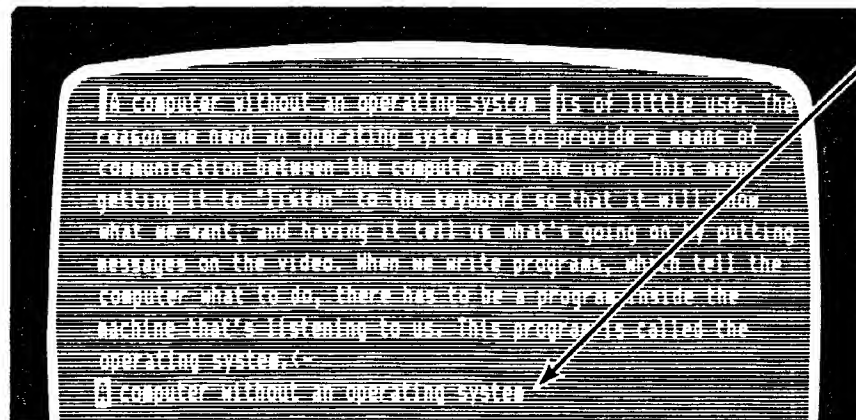 A computer without an operating system is of little use. The
reason we need an operating system is to provide a means of
communication between the computer and the user. This means
getting it to "listen" to the keyboard so that it will know
what we want, and having it tell us what's going on by putting
messages on the video. When we write programs, which tell the
computer what to do, there has to be a program inside the
machine that's listening to us. This program is called the
operating system.<-
A computer without an operating system